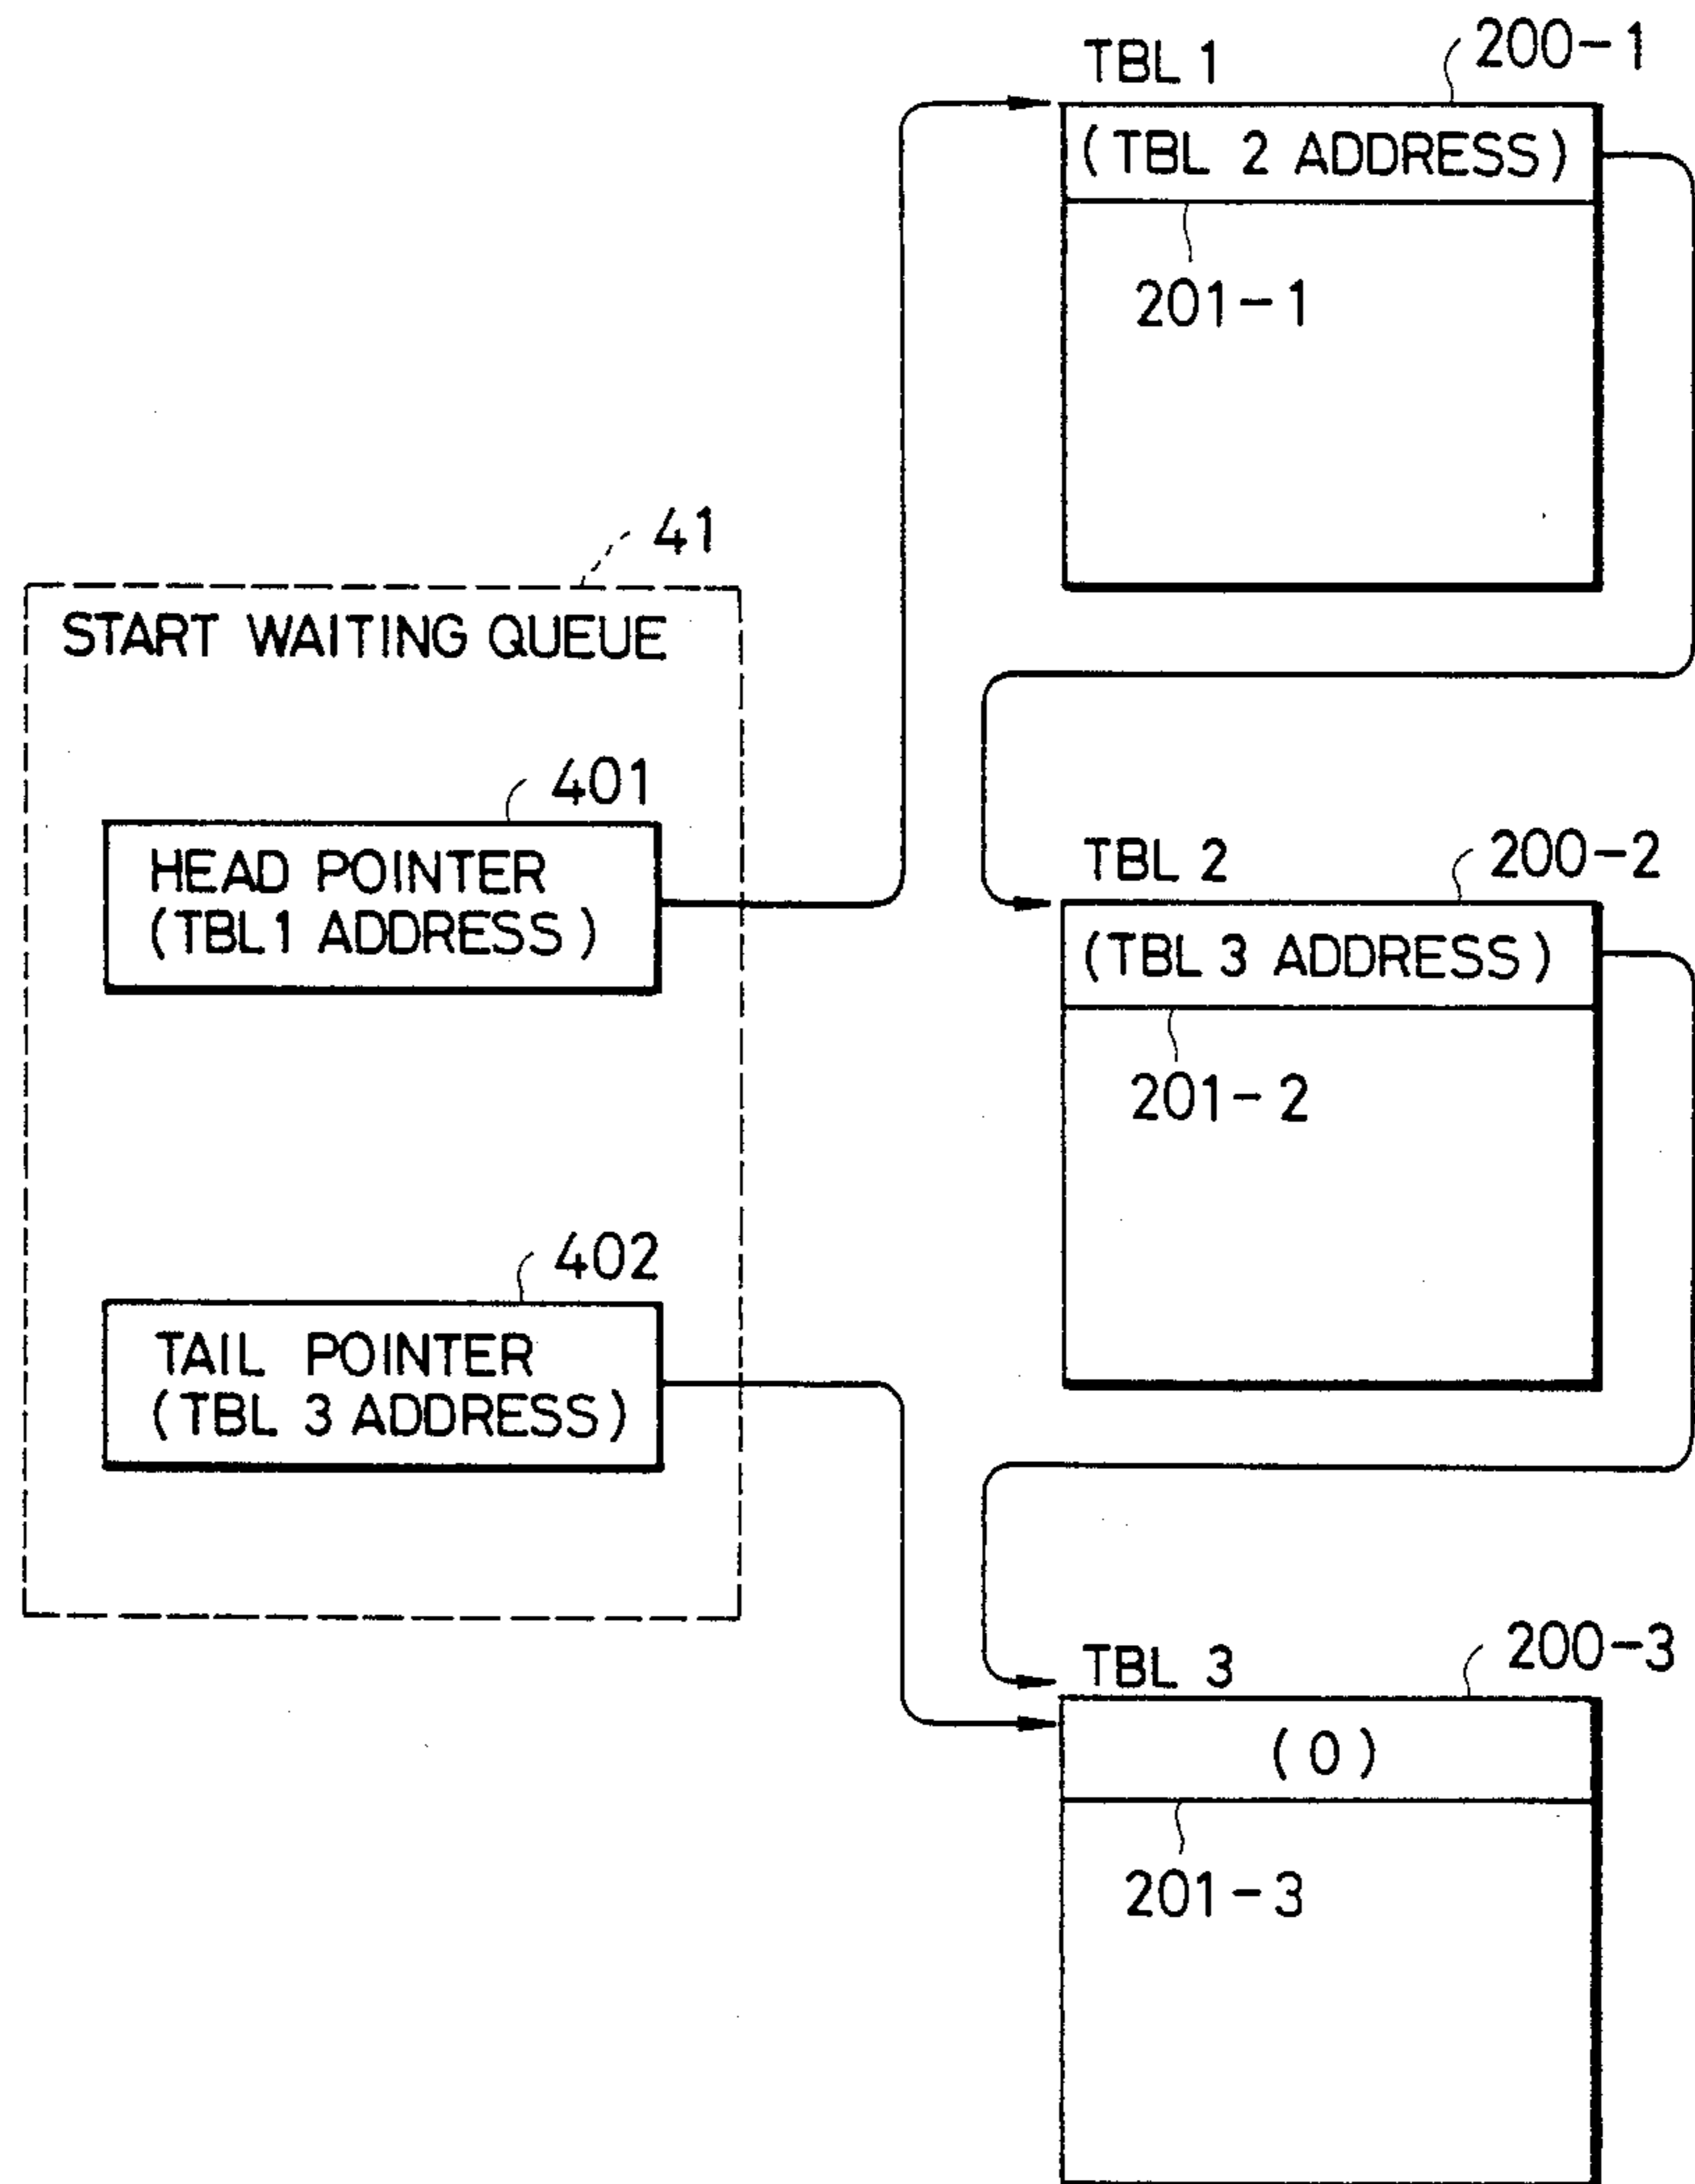 TBL 1
200-1
(TBL 2 ADDRESS)
201-1
41
START WAITING QUEUE
401
HEAD POINTER
(TBL1 ADDRESS)
TBL 2
200-2
(TBL 3 ADDRESS)
201-2
402
TAIL POINTER
(TBL 3 ADDRESS)
TBL 3
200-3
(0)
201-3